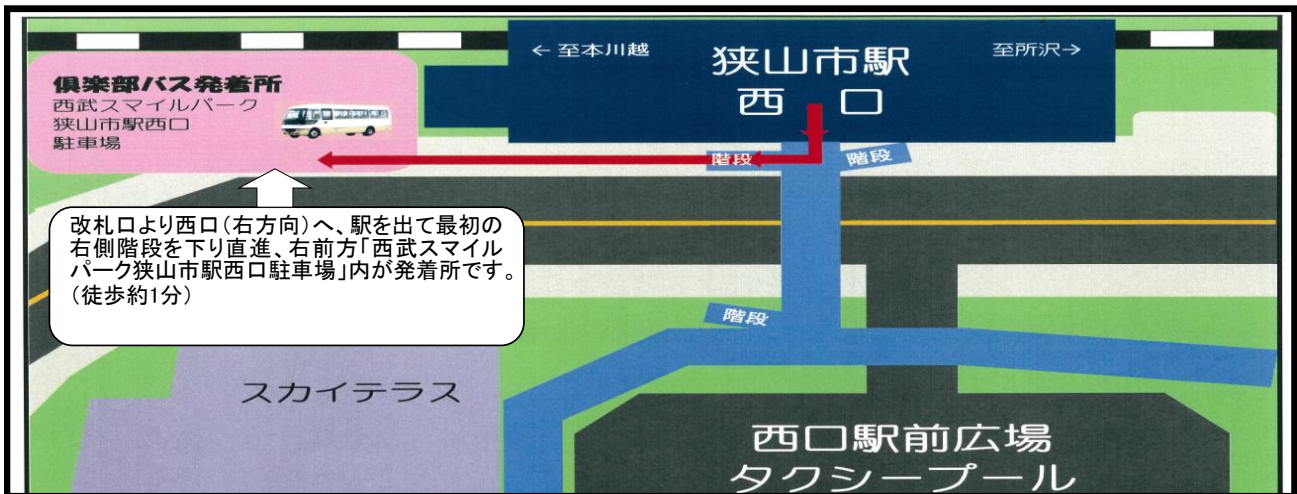 ← 至本川越
狭山市駅
至所沢→
西 口
俱楽部バス発着所
西武スマイルパーク
狭山市駅西口
駐車場
階段
階段
改札口より西口(右方向)へ、駅を出て最初の
右側階段を下り直進、右前方「西武スマイル
パーク狭山市駅西口駐車場」内が発着所です。
(徒歩約1分)
階段
スカイテラス
西口駅前広場
タクシープール